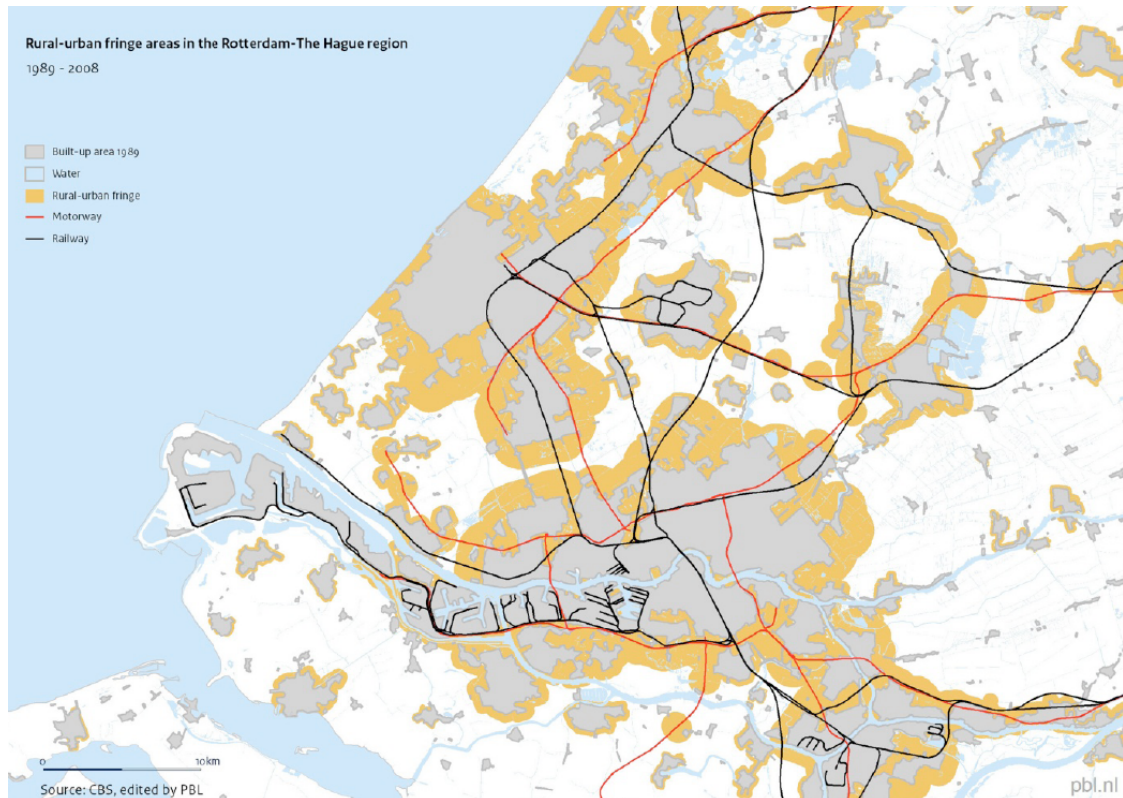 Rural-urban fringe areas in the Rotterdam-The Hague region
1989 - 2008
Built-up area 1989
Water
Rural-urban fringe
Motorway
Railway
0 10km
Source: CBS, edited by PBL
pbl.nl